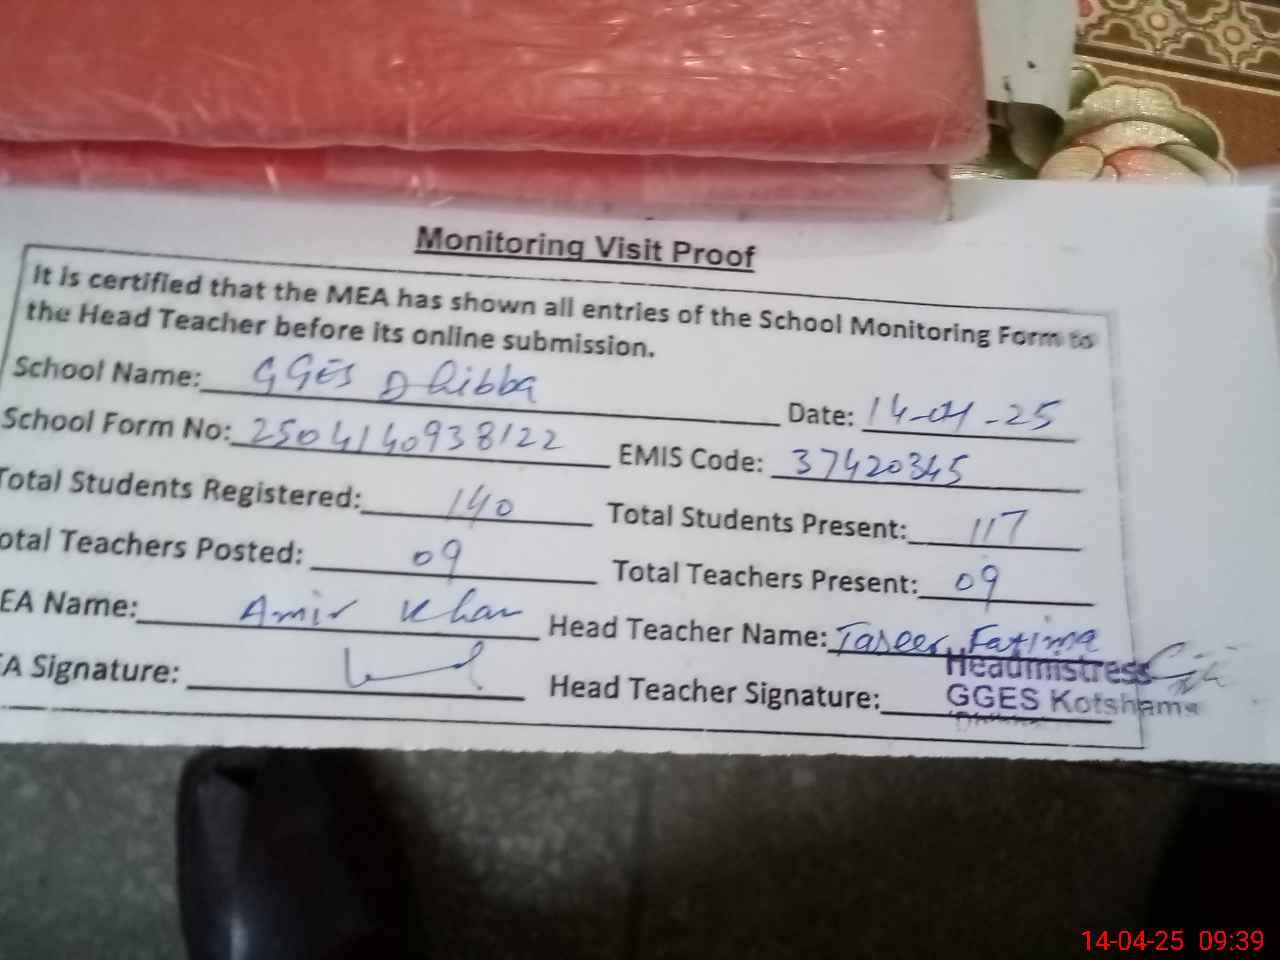 Monitoring Visit Proof
It is certified that the MEA has shown all entries of the School Monitoring Form to
the Head Teacher before its online submission.
School Name: GGES Dhibba Date: 14-04-25
School Form No: 2504140938122 EMIS Code: 37420345
Total Students Registered: 140 Total Students Present: 117
otal Teachers Posted: 09 Total Teachers Present: 09
EA Name: Amir Khan Head Teacher Name: Taseer Fatima
A Signature: Head Teacher Signature:
Headmistress
GGES Kotshams
14-04-25 09:39